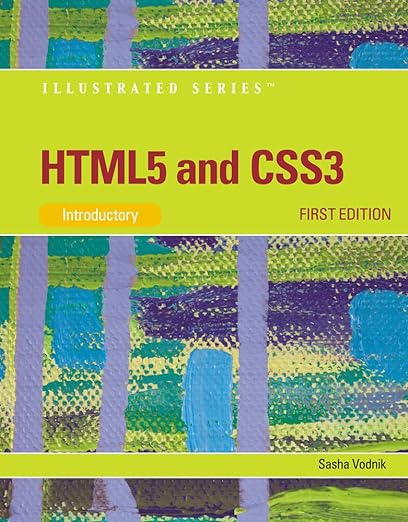 ILLUSTRATED SERIES™
HTML5 and CSS3
Introductory
FIRST EDITION
Sasha Vodnik